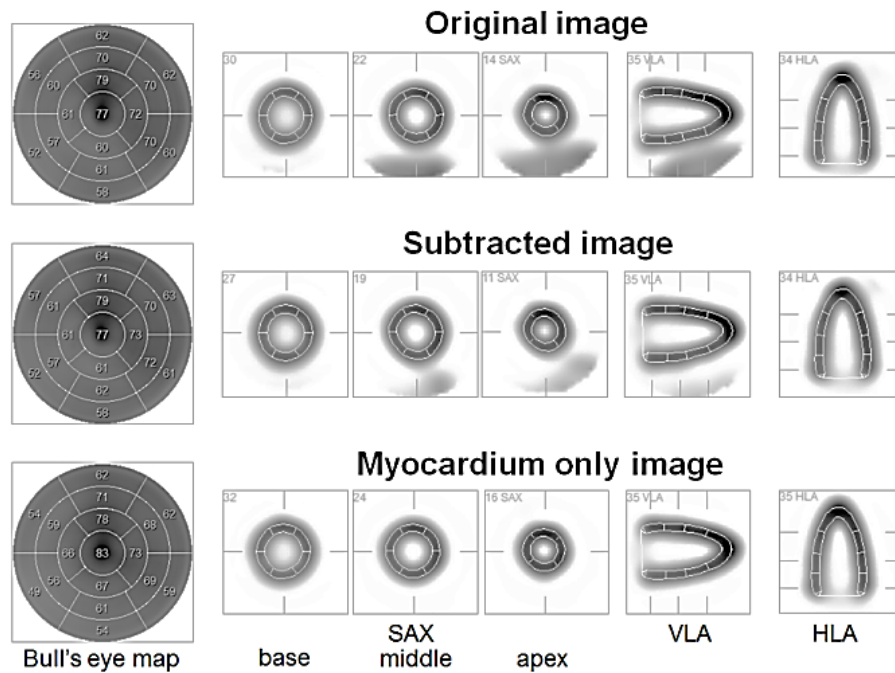 Original image
62
70
79
56 60 70 62
61 77 72
52 57 60 70 60
61
58
30
22
14 SAX
35 VLA
34 HLA
Subtracted image
64
71
79
57 61 70 63
61 77 73
52 57 61 72 61
62
58
27
19
11 SAX
35 VLA
34 HLA
Myocardium only image
62
71
78
54 59 68 62
66 83 73
49 56 67 69 59
61
54
32
24
16 SAX
35 VLA
35 HLA
Bull's eye map
base
SAX
middle
apex
VLA
HLA